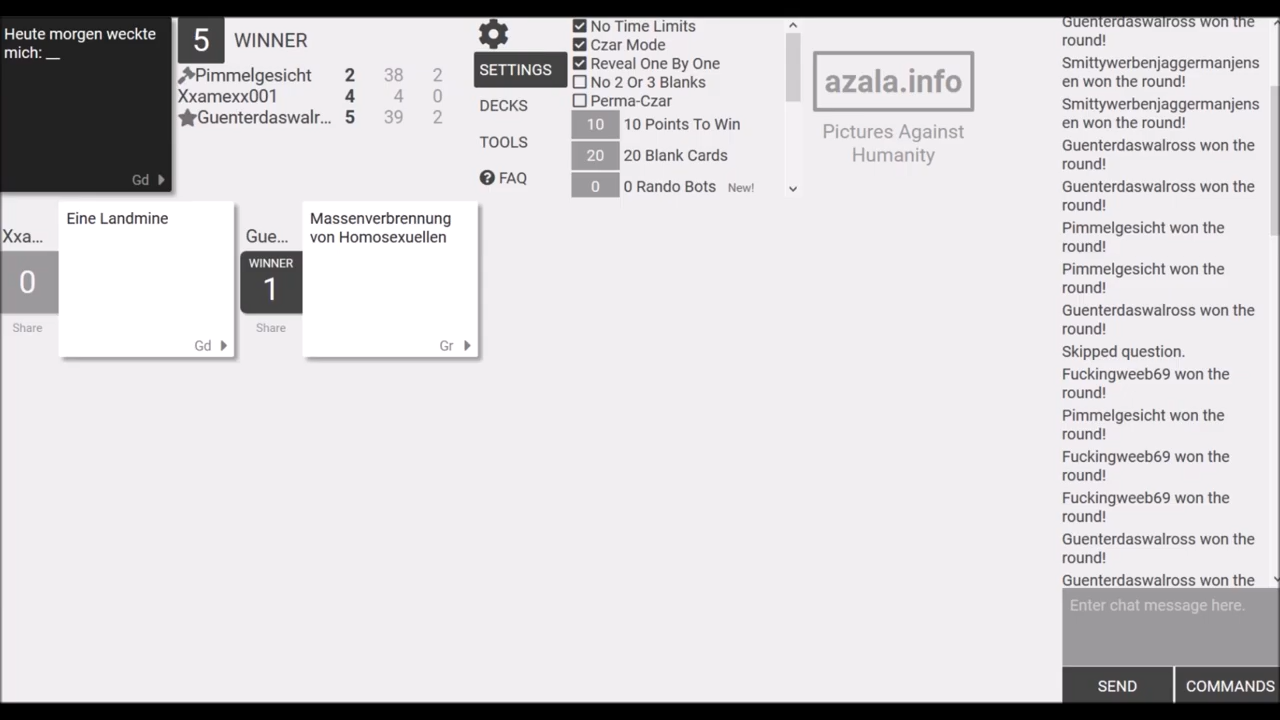 Heute morgen weckte
mich: __
Gd
5 WINNER
Pimmelgesicht 2 38 2
Xxamexx001 4 4 0
Guenterdaswalr... 5 39 2
SETTINGS
DECKS
TOOLS
FAQ
No Time Limits
Czar Mode
Reveal One By One
No 2 Or 3 Blanks
Perma-Czar
10 10 Points To Win
20 20 Blank Cards
0 0 Rando Bots New!
azala.info
Pictures Against
Humanity
Xxa...
0
Share
Eine Landmine
Gd
Gue...
WINNER
1
Share
Massenverbrennung
von Homosexuellen
Gr
Guenterdaswalross won the
round!
Smittywerbenjaggermanjens
en won the round!
Smittywerbenjaggermanjens
en won the round!
Guenterdaswalross won the
round!
Guenterdaswalross won the
round!
Pimmelgesicht won the
round!
Pimmelgesicht won the
round!
Guenterdaswalross won the
round!
Skipped question.
Fuckingweeb69 won the
round!
Pimmelgesicht won the
round!
Fuckingweeb69 won the
round!
Fuckingweeb69 won the
round!
Guenterdaswalross won the
round!
Guenterdaswalross won the
Enter chat message here.
SEND
COMMANDS